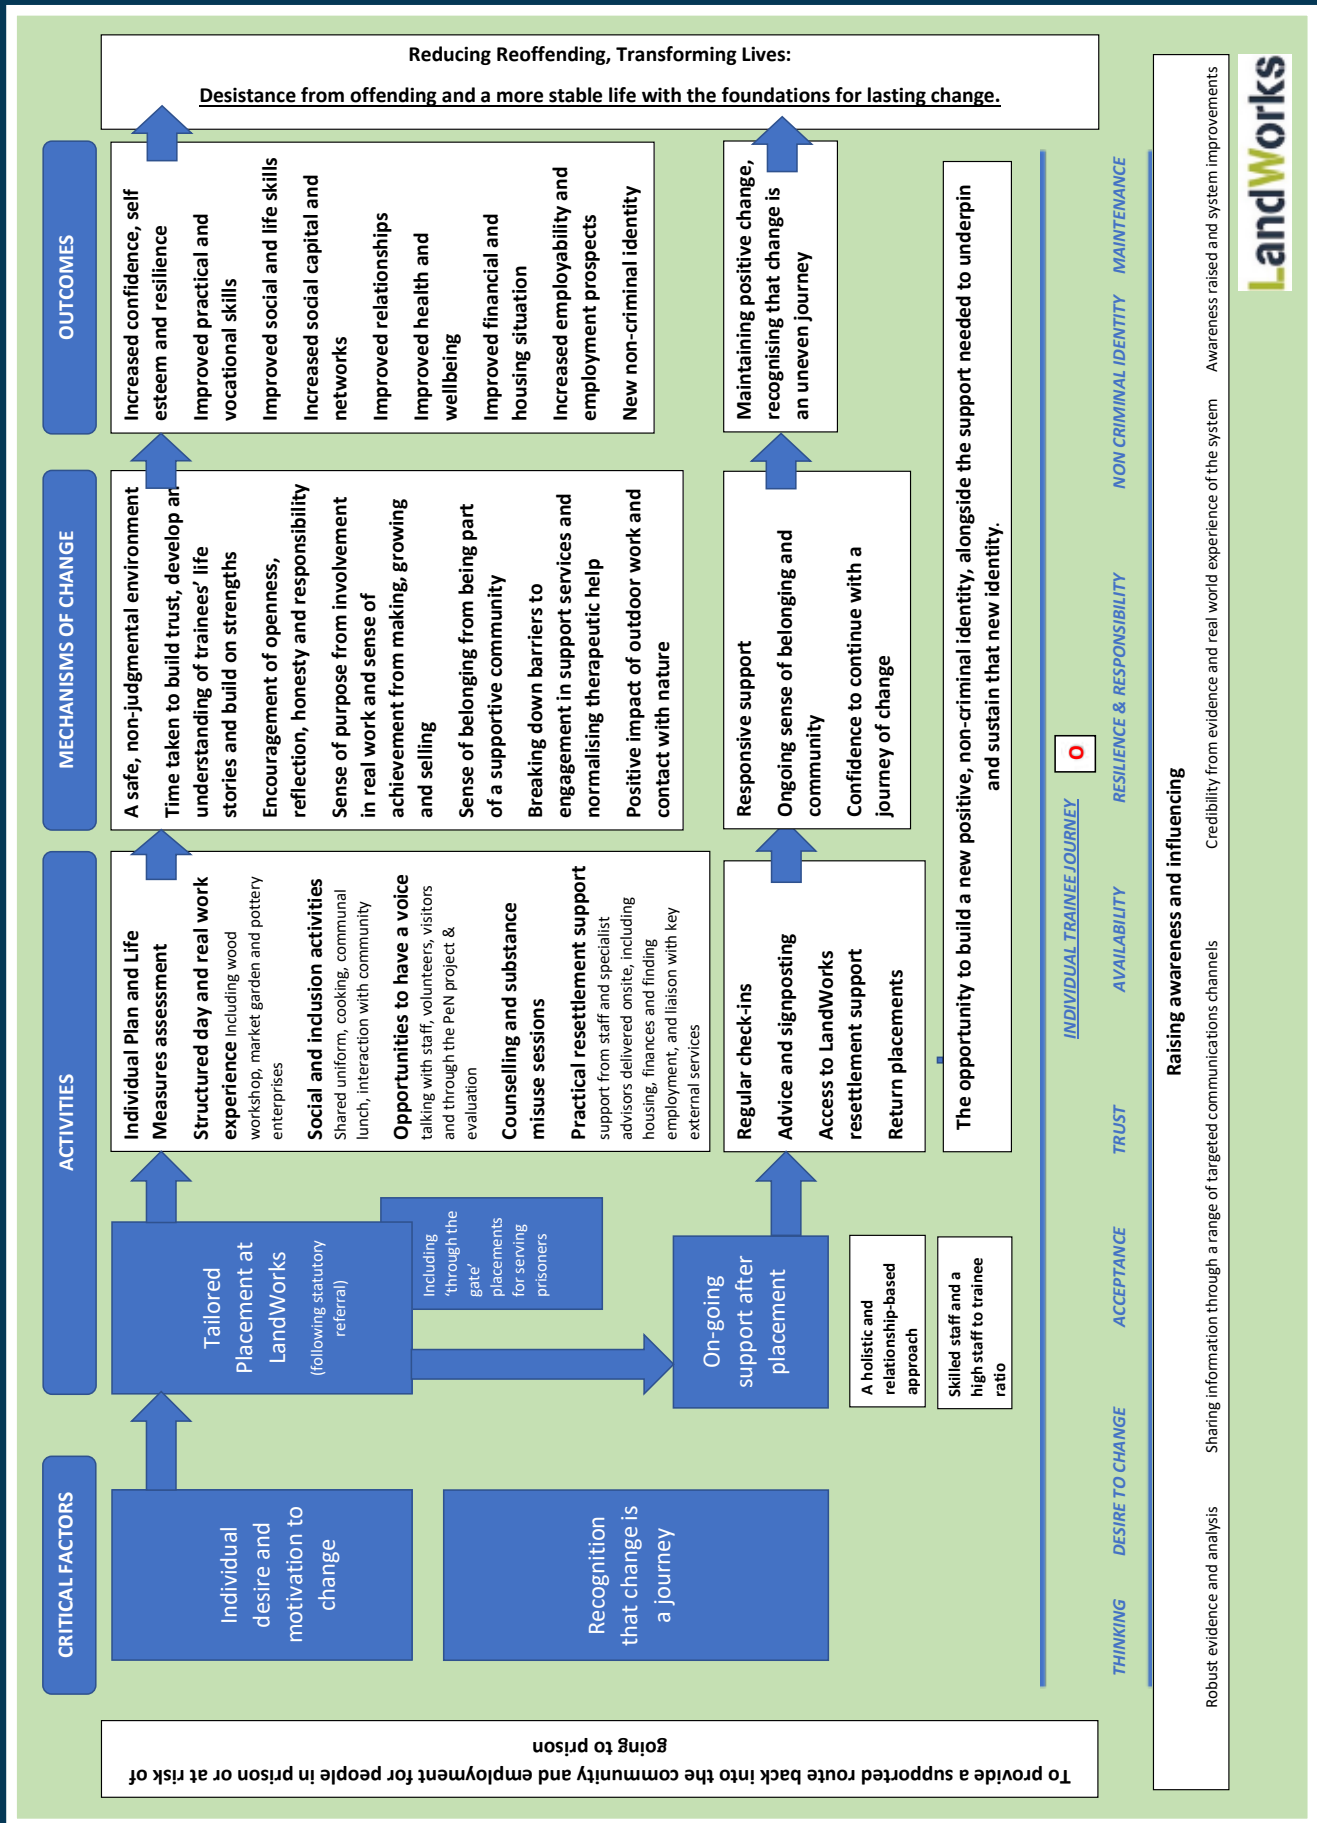 To provide a supported route back into the community and employment for people in prison or at risk of
going to prison
CRITICAL FACTORS
Individual
desire and
motivation to
change
Recognition
that change is
a journey
ACTIVITIES
Tailored
Placement at
LandWorks
(following statutory
referral)
Including
‘through the
gate’
placements
for serving
prisoners
On-going
support after
placement
A holistic and
relationship-based
approach
Skilled staff and a
high staff to trainee
ratio
Individual Plan and Life
Measures assessment
Structured day and real work
experience Including wood
workshop, market garden and pottery
enterprises
Social and inclusion activities
Shared uniform, cooking, communal
lunch, interaction with community
Opportunities to have a voice
talking with staff, volunteers, visitors
and through the PeN project &
evaluation
Counselling and substance
misuse sessions
Practical resettlement support
support from staff and specialist
advisors delivered onsite, including
housing, finances and finding
employment, and liaison with key
external services
Regular check-ins
Advice and signposting
Access to LandWorks
resettlement support
Return placements
MECHANISMS OF CHANGE
A safe, non-judgmental environment
Time taken to build trust, develop an
understanding of trainees’ life
stories and build on strengths
Encouragement of openness,
reflection, honesty and responsibility
Sense of purpose from involvement
in real work and sense of
achievement from making, growing
and selling
Sense of belonging from being part
of a supportive community
Breaking down barriers to
engagement in support services and
normalising therapeutic help
Positive impact of outdoor work and
contact with nature
Responsive support
Ongoing sense of belonging and
community
Confidence to continue with a
journey of change
OUTCOMES
Increased confidence, self
esteem and resilience
Improved practical and
vocational skills
Improved social and life skills
Increased social capital and
networks
Improved relationships
Improved health and
wellbeing
Improved financial and
housing situation
Increased employability and
employment prospects
New non-criminal identity
Maintaining positive change,
recognising that change is
an uneven journey
Reducing Reoffending, Transforming Lives:
Desistance from offending and a more stable life with the foundations for lasting change.
The opportunity to build a new positive, non-criminal identity, alongside the support needed to underpin
and sustain that new identity.
INDIVIDUAL TRAINEE JOURNEY
O
THINKING DESIRE TO CHANGE ACCEPTANCE TRUST AVAILABILITY RESILIENCE & RESPONSIBILITY NON CRIMINAL IDENTITY MAINTENANCE
Raising awareness and influencing
Robust evidence and analysis Sharing information through a range of targeted communications channels Credibility from evidence and real world experience of the system Awareness raised and system improvements
LandWorks